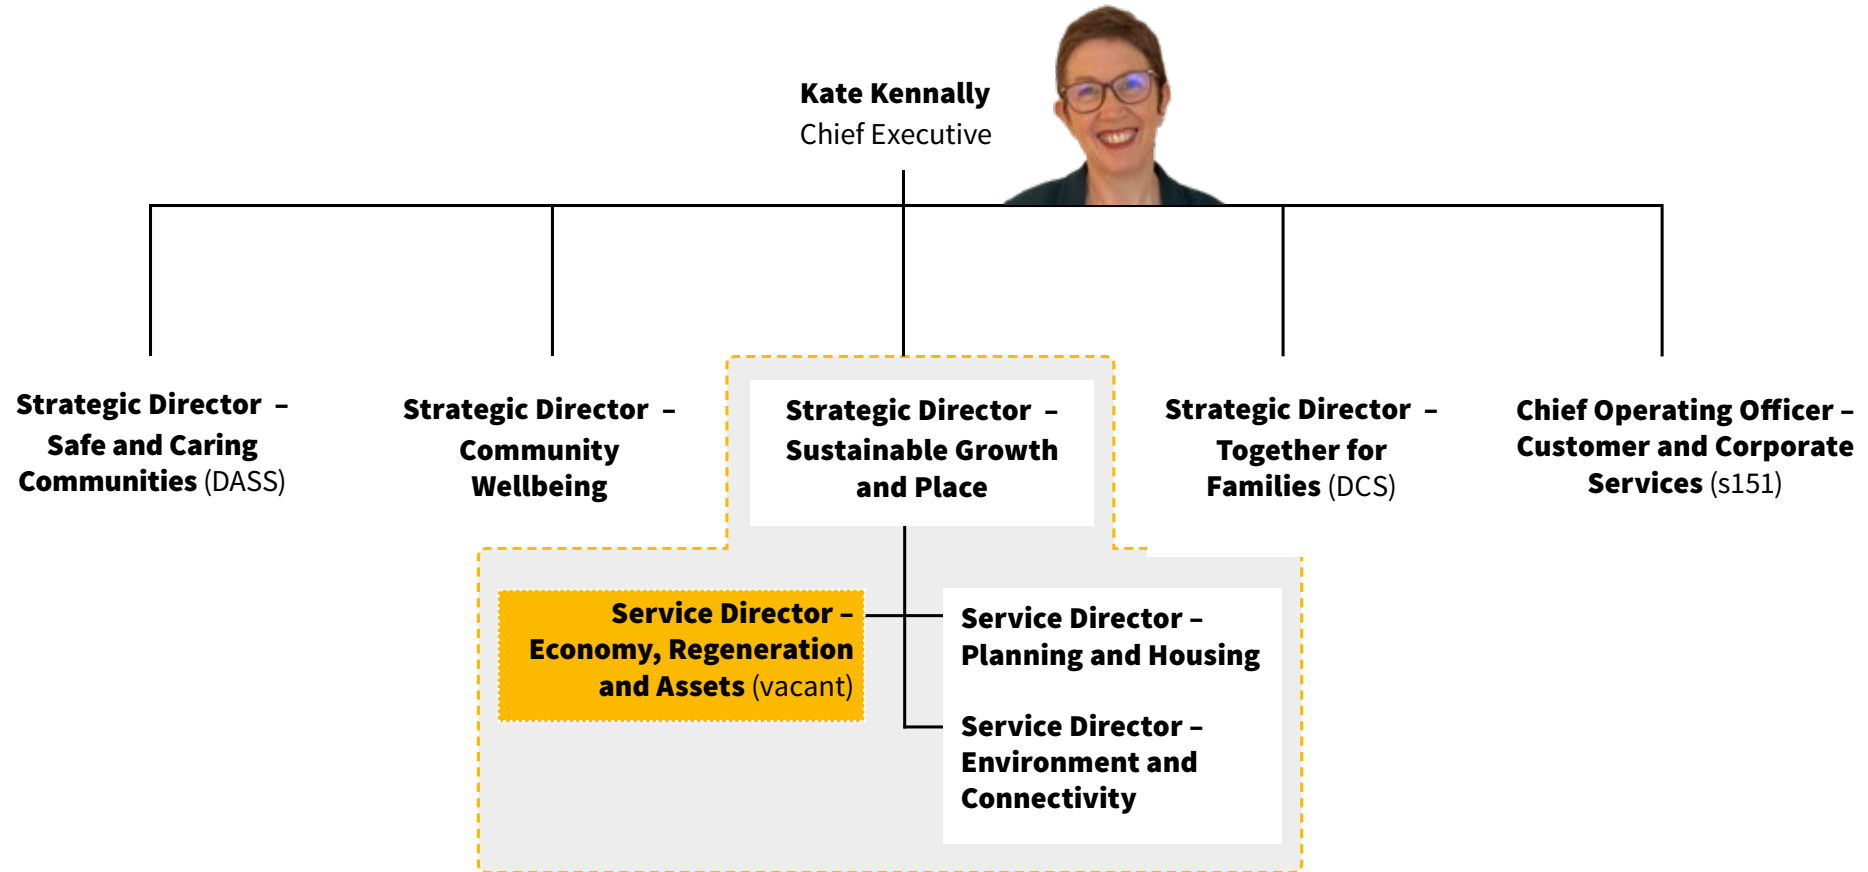 Kate Kennally
Chief Executive
Strategic Director –
Safe and Caring
Communities (DASS)
Strategic Director –
Community
Wellbeing
Strategic Director –
Sustainable Growth
and Place
Strategic Director –
Together for
Families (DCS)
Chief Operating Officer –
Customer and Corporate
Services (s151)
Service Director –
Economy, Regeneration
and Assets (vacant)
Service Director –
Planning and Housing
Service Director –
Environment and
Connectivity